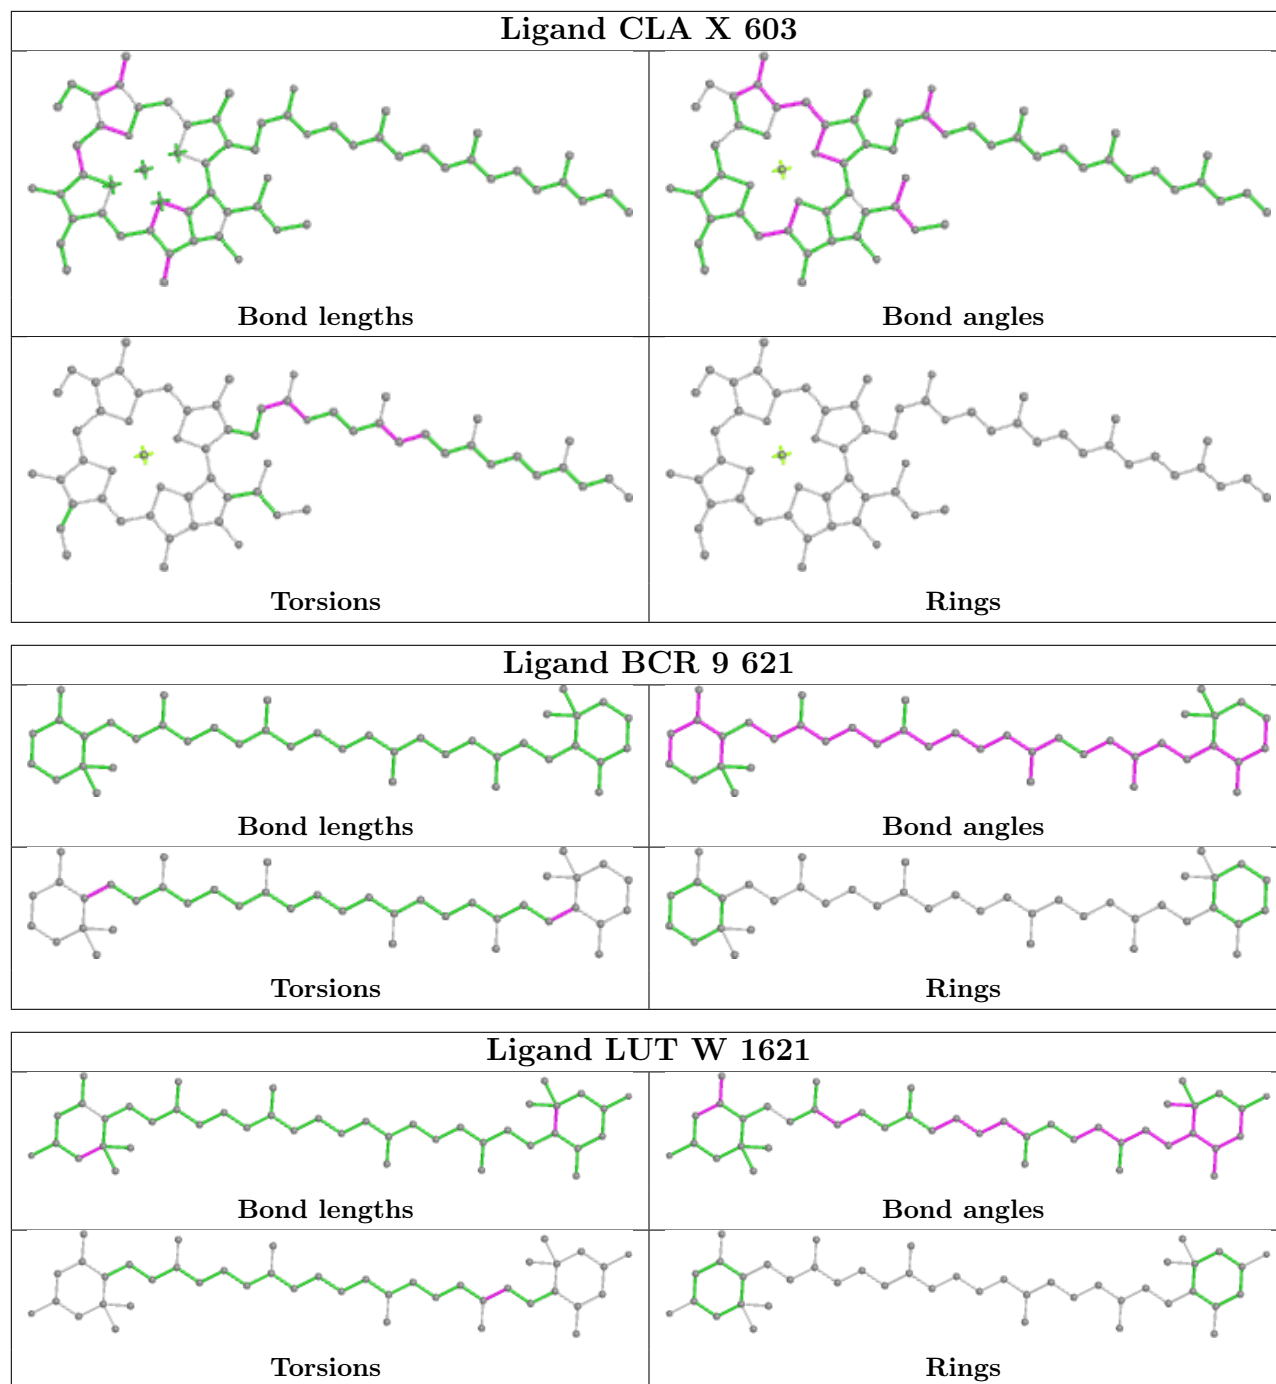 Ligand CLA X 603
Bond lengths
Bond angles
Torsions
Rings
Ligand BCR 9 621
Bond lengths
Bond angles
Torsions
Rings
Ligand LUT W 1621
Bond lengths
Bond angles
Torsions
Rings